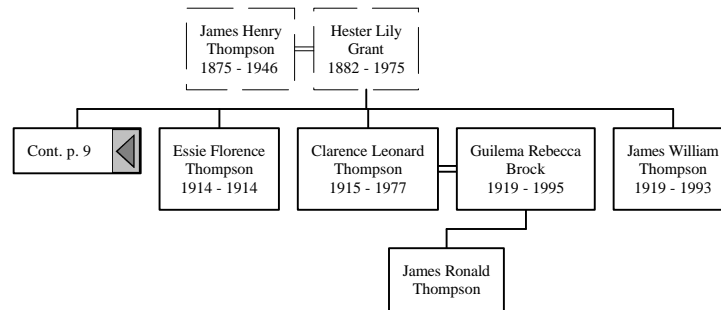 James Henry
Thompson
1875 - 1946
Hester Lily
Grant
1882 - 1975
Cont. p. 9
Essie Florence
Thompson
1914 - 1914
Clarence Leonard
Thompson
1915 - 1977
Guilema Rebecca
Brock
1919 - 1995
James William
Thompson
1919 - 1993
James Ronald
Thompson